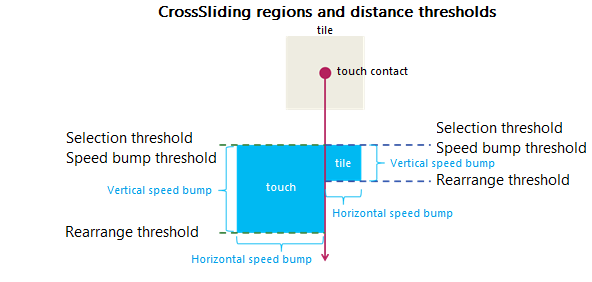 CrossSliding regions and distance thresholds
tile
touch contact
Selection threshold
Speed bump threshold
Vertical speed bump
touch
Rearrange threshold
Horizontal speed bump
Selection threshold
Speed bump threshold
tile
Vertical speed bump
Rearrange threshold
Horizontal speed bump